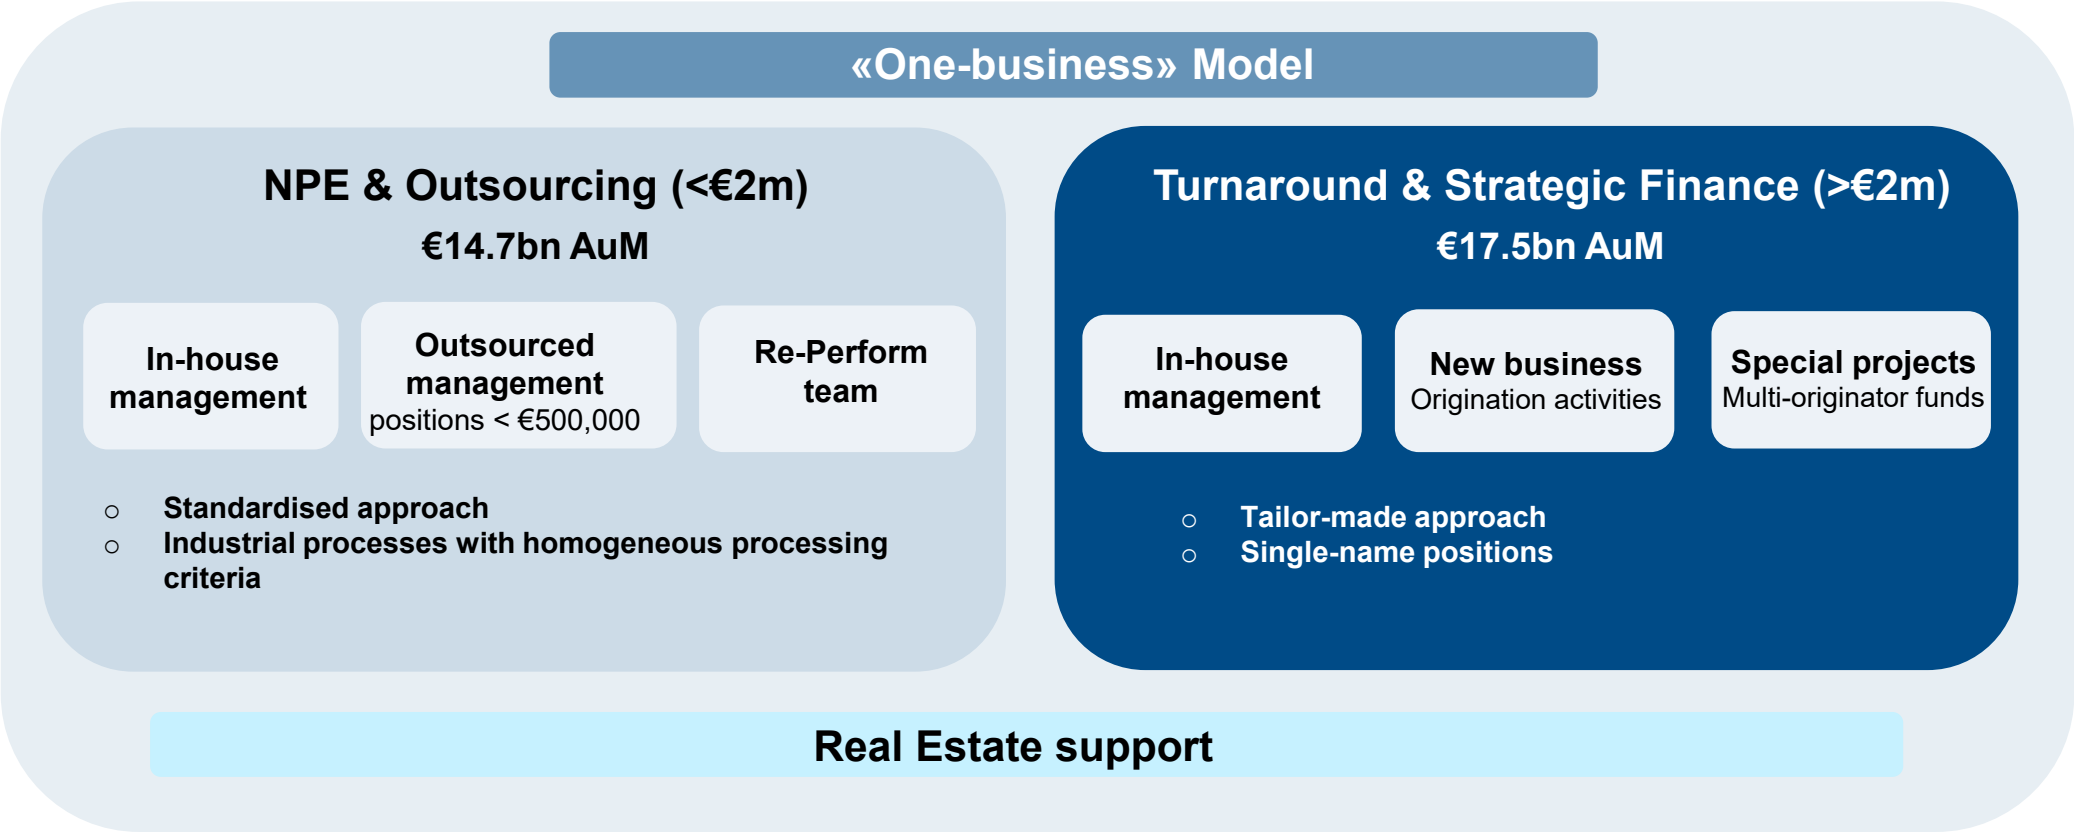 «One-business» Model
NPE & Outsourcing (<€2m)
€14.7bn AuM
In-house
management
Outsourced
management
positions < €500,000
Re-Perform
team
○ Standardised approach
○ Industrial processes with homogeneous processing
criteria
Turnaround & Strategic Finance (>€2m)
€17.5bn AuM
In-house
management
New business
Origination activities
Special projects
Multi-originator funds
○ Tailor-made approach
○ Single-name positions
Real Estate support